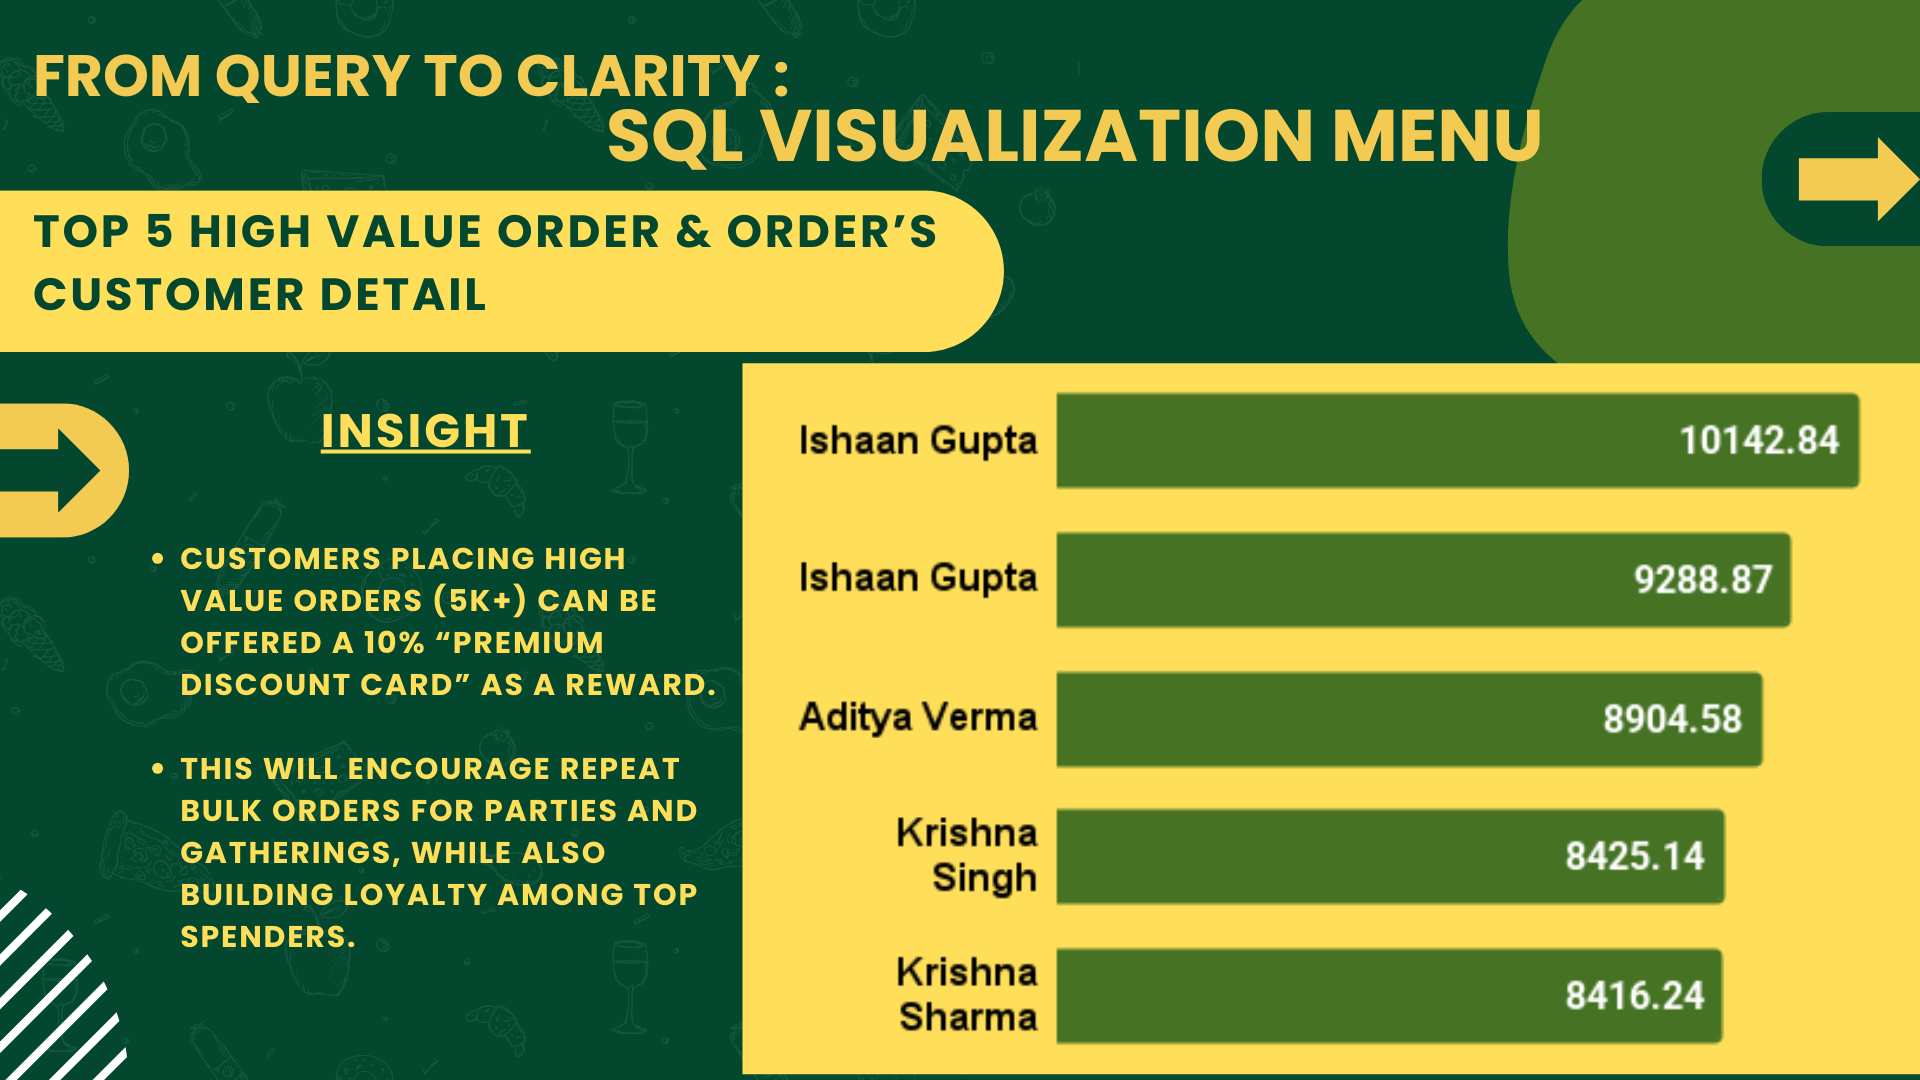 FROM QUERY TO CLARITY :
SQL VISUALIZATION MENU
TOP 5 HIGH VALUE ORDER & ORDER’S
CUSTOMER DETAIL
INSIGHT
• CUSTOMERS PLACING HIGH
VALUE ORDERS (5K+) CAN BE
OFFERED A 10% “PREMIUM
DISCOUNT CARD” AS A REWARD.
• THIS WILL ENCOURAGE REPEAT
BULK ORDERS FOR PARTIES AND
GATHERINGS, WHILE ALSO
BUILDING LOYALTY AMONG TOP
SPENDERS.
Ishaan Gupta 10142.84
Ishaan Gupta 9288.87
Aditya Verma 8904.58
Krishna
Singh 8425.14
Krishna
Sharma 8416.24